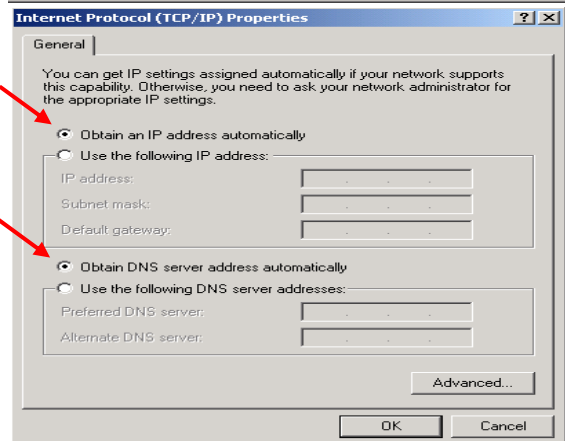 Internet Protocol (TCP/IP) Properties
General
You can get IP settings assigned automatically if your network supports
this capability. Otherwise, you need to ask your network administrator for
the appropriate IP settings.
Obtain an IP address automatically
Use the following IP address:
IP address:
Subnet mask:
Default gateway:
Obtain DNS server address automatically
Use the following DNS server addresses:
Preferred DNS server:
Alternate DNS server:
Advanced...
OK Cancel